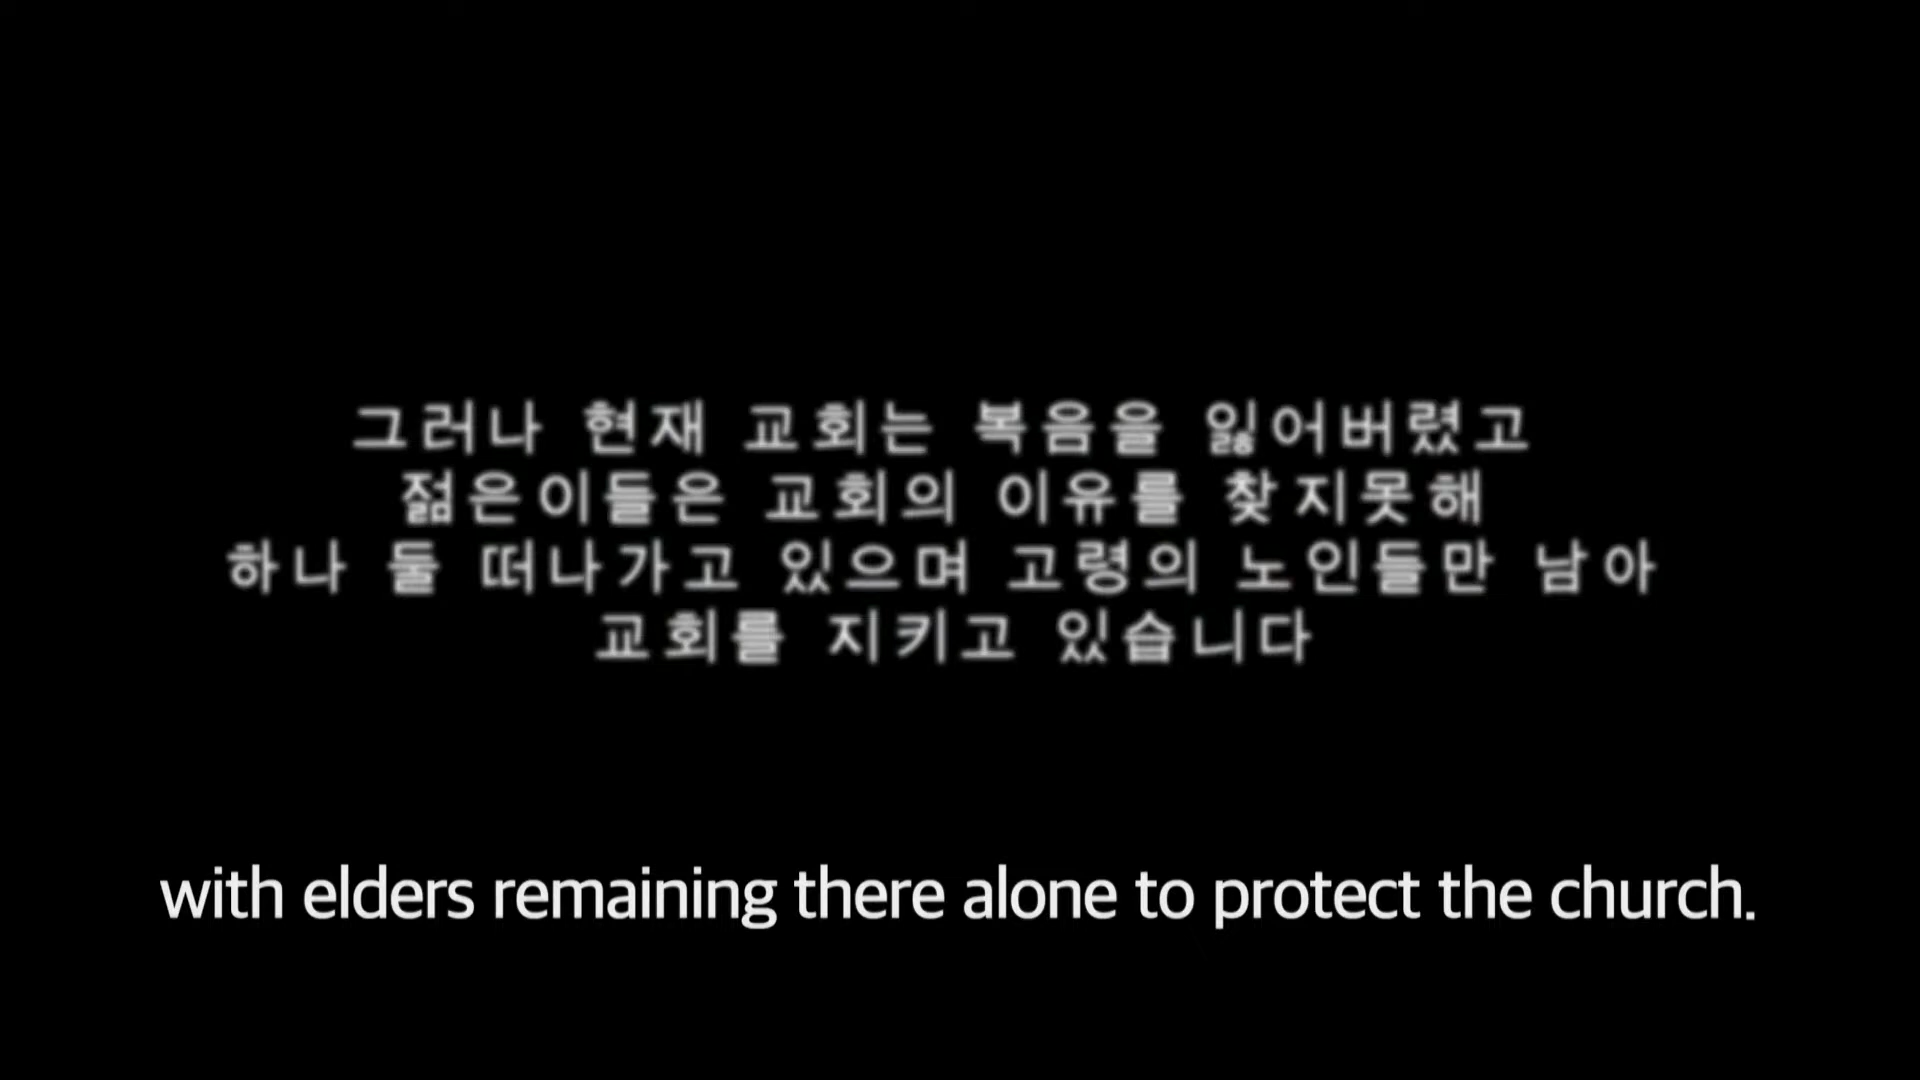 그러나 현재 교회는 복음을 잃어버렸고
젊은이들은 교회의 이유를 찾지못해
하나 둘 떠나가고 있으며 고령의 노인들만 남아
교회를 지키고 있습니다
with elders remaining there alone to protect the church.